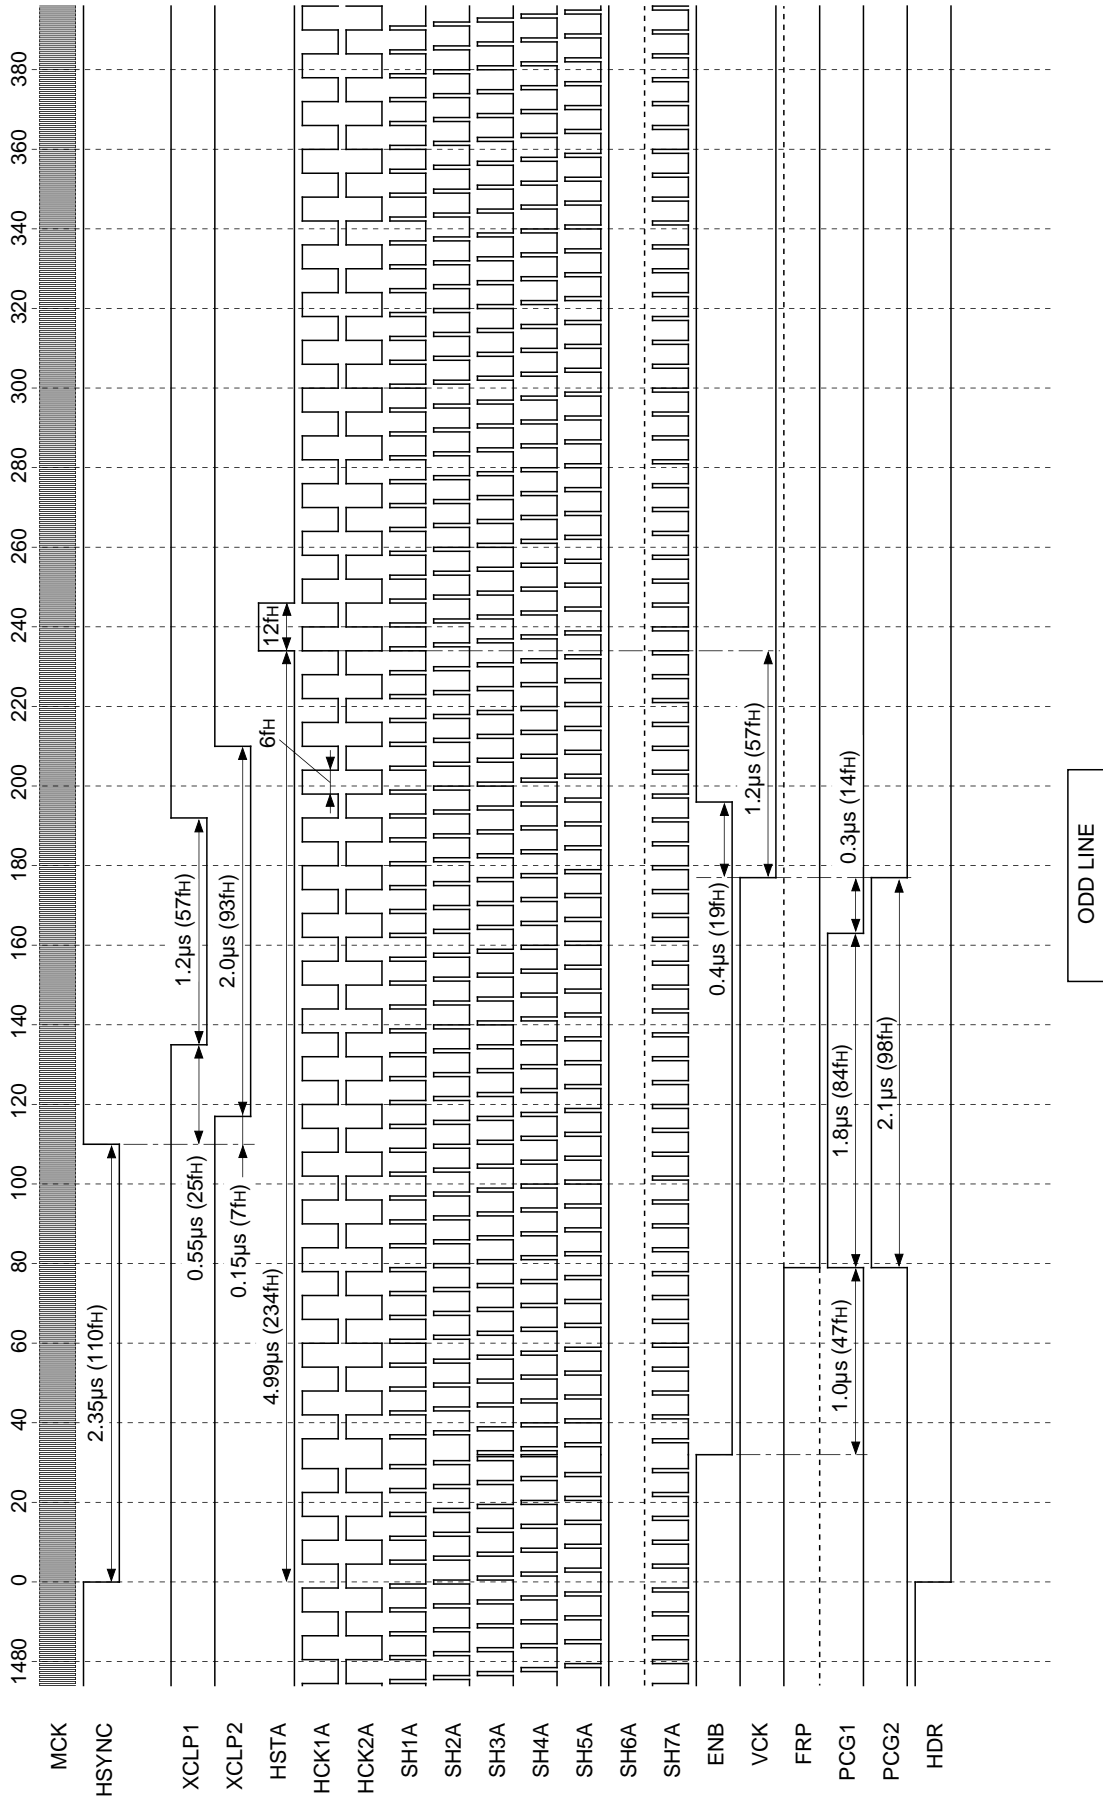 MCK
HSYNC
XCLP1
XCLP2
HSTA
HCK1A
HCK2A
SH1A
SH2A
SH3A
SH4A
SH5A
SH6A
SH7A
ENB
VCK
FRP
PCG1
PCG2
HDR
1480 0 20 40 60 80 100 120 140 160 180 200 220 240 260 280 300 320 340 360 380
2.35µs (110fH)
0.55µs (25fH)
1.2µs (57fH)
0.15µs (7fH)
2.0µs (93fH)
4.99µs (234fH)
12fH
6fH
0.4µs (19fH)
1.2µs (57fH)
1.0µs (47fH)
1.8µs (84fH)
0.3µs (14fH)
2.1µs (98fH)
ODD LINE